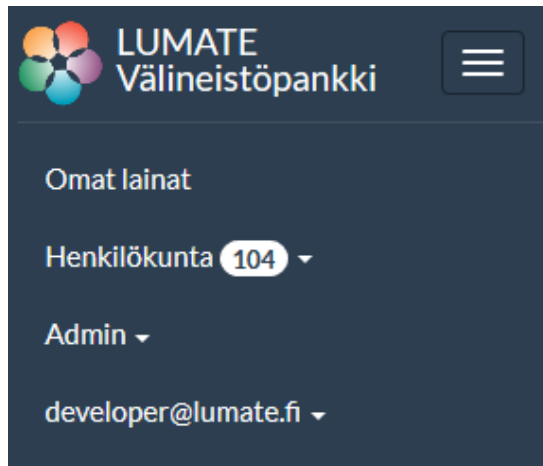 LUMATE
Välineistöpankki
Omat lainat
Henkilökunta 104
Admin
developer@lumate.fi